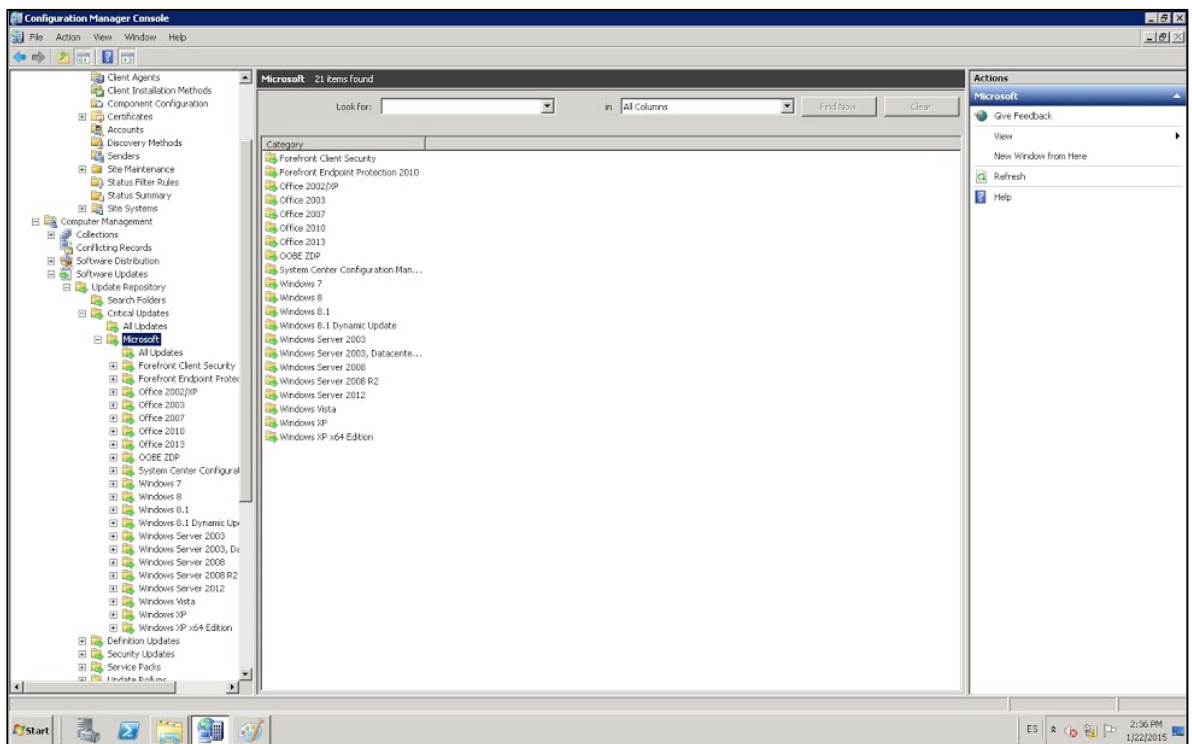 Configuration Manager Console
File Action View Window Help
Client Agents
Client Installation Methods
Component Configuration
Certificates
Accounts
Discovery Methods
Senders
Site Maintenance
Status Filter Rules
Status Summary
Site Systems
Computer Management
Collections
Conflicting Records
Software Distribution
Software Updates
Update Repository
Search Folders
Critical Updates
All Updates
Microsoft
All Updates
Forefront Client Security
Forefront Endpoint Protec
Office 2002/XP
Office 2003
Office 2007
Office 2010
Office 2013
OOBE ZDP
System Center Configurat
Windows 7
Windows 8
Windows 8.1
Windows 8.1 Dynamic Up
Windows Server 2003
Windows Server 2003, Da
Windows Server 2008
Windows Server 2008 R2
Windows Server 2012
Windows Vista
Windows XP
Windows XP x64 Edition
Definition Updates
Security Updates
Service Packs
Update Rollups
Microsoft 21 items found
Look for: in All Columns Find Now Clear
Category
Forefront Client Security
Forefront Endpoint Protection 2010
Office 2002/XP
Office 2003
Office 2007
Office 2010
Office 2013
OOBE ZDP
System Center Configuration Man...
Windows 7
Windows 8
Windows 8.1
Windows 8.1 Dynamic Update
Windows Server 2003
Windows Server 2003, Datacente...
Windows Server 2008
Windows Server 2008 R2
Windows Server 2012
Windows Vista
Windows XP
Windows XP x64 Edition
Actions
Microsoft
Give Feedback
View
New Window from Here
Refresh
Help
Start
ES
2:36 PM
1/22/2015